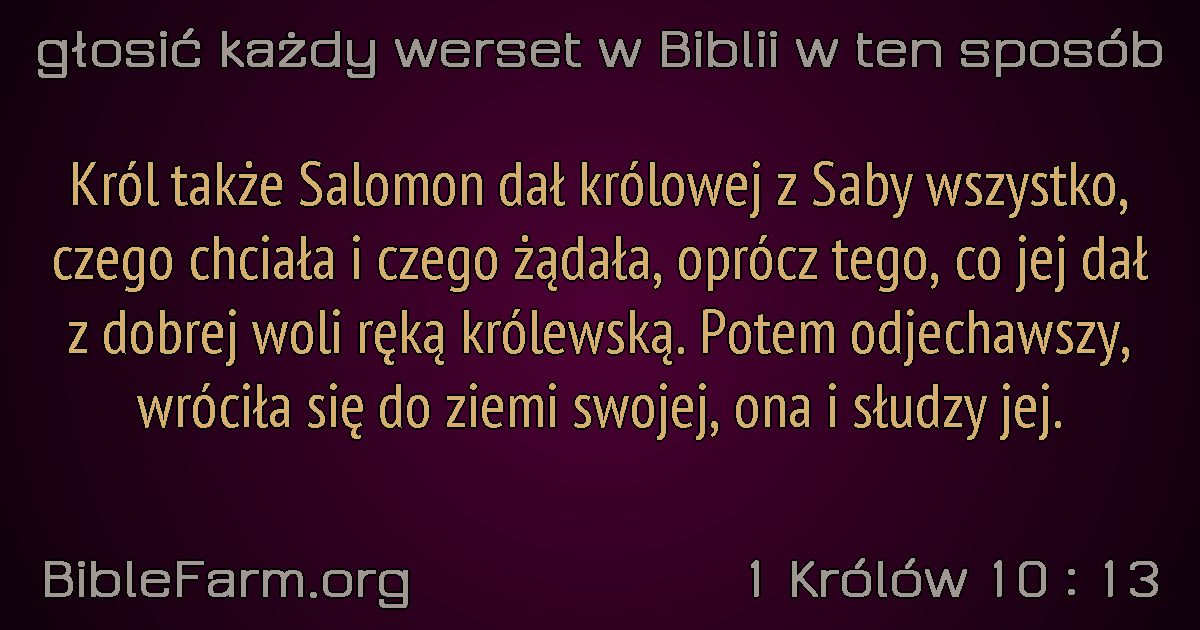 głosić każdy werset w Biblii w ten sposób
Król także Salomon dał królowej z Saby wszystko,
czego chciała i czego żądała, oprócz tego, co jej dał
z dobrej woli ręką królewską. Potem odjechawszy,
wróciła się do ziemi swojej, ona i słudzy jej.
BibleFarm.org
1 Królów 10 : 13